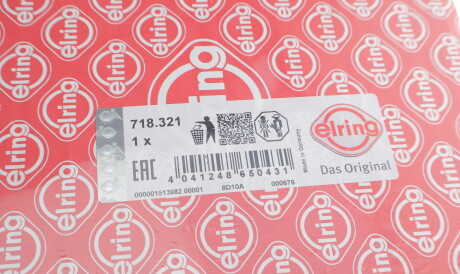 elring
718.321
1 x
EAC
4 041248 650431
000001513982 00001 8D10A 000676
Made in Germany
elring
Das Original